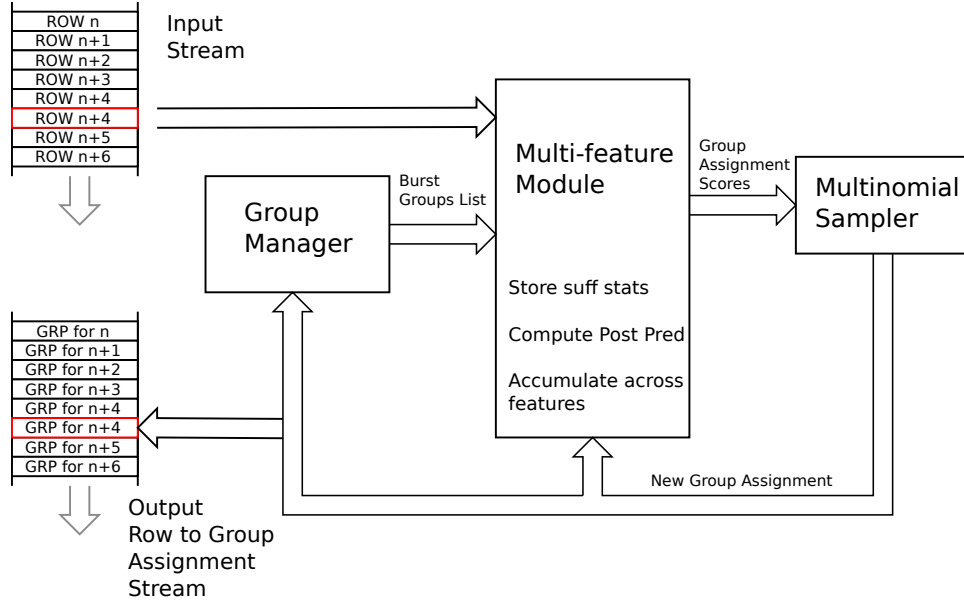 ROW n
ROW n+1
ROW n+2
ROW n+3
ROW n+4
ROW n+4
ROW n+5
ROW n+6
Input
Stream
Group
Manager
Burst
Groups List
Multi-feature
Module
Store suff stats
Compute Post Pred
Accumulate across
features
Group
Assignment
Scores
Multinomial
Sampler
New Group Assignment
GRP for n
GRP for n+1
GRP for n+2
GRP for n+3
GRP for n+4
GRP for n+4
GRP for n+5
GRP for n+6
Output
Row to Group
Assignment
Stream